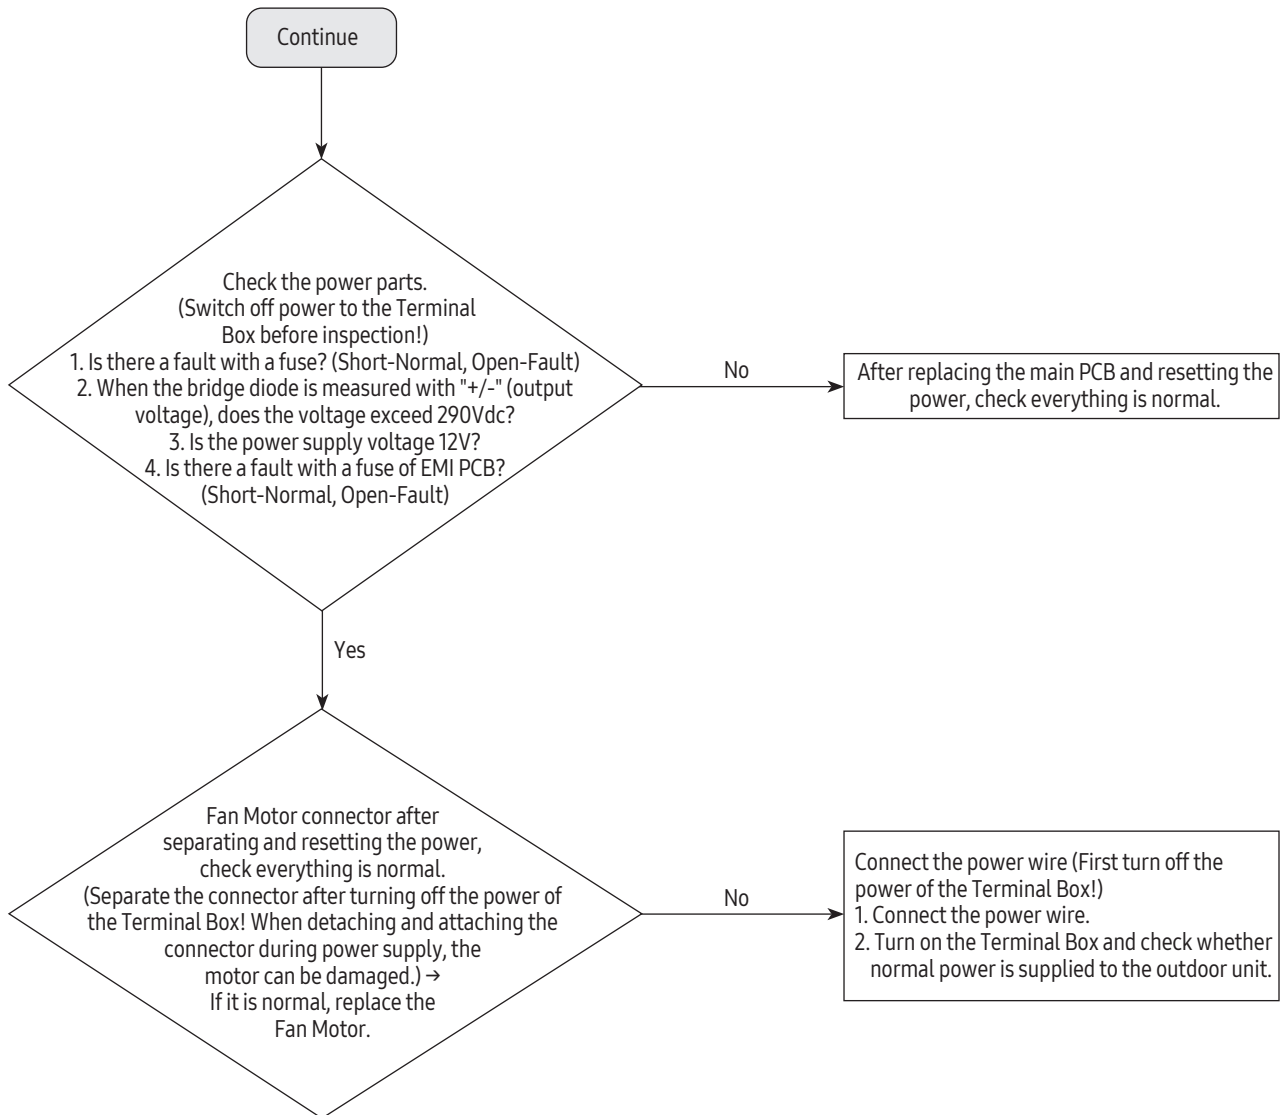 Continue
Check the power parts.
(Switch off power to the Terminal
Box before inspection!)
1. Is there a fault with a fuse? (Short-Normal, Open-Fault)
2. When the bridge diode is measured with "+/-" (output
voltage), does the voltage exceed 290Vdc?
3. Is the power supply voltage 12V?
4. Is there a fault with a fuse of EMI PCB?
(Short-Normal, Open-Fault)
No
After replacing the main PCB and resetting the
power, check everything is normal.
Yes
Fan Motor connector after
separating and resetting the power,
check everything is normal.
(Separate the connector after turning off the power of
the Terminal Box! When detaching and attaching the
connector during power supply, the
motor can be damaged.) →
If it is normal, replace the
Fan Motor.
No
Connect the power wire (First turn off the
power of the Terminal Box!)
1. Connect the power wire.
2. Turn on the Terminal Box and check whether
normal power is supplied to the outdoor unit.